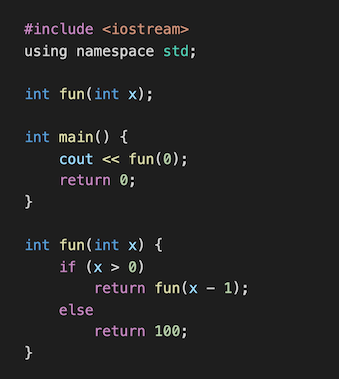 #include <iostream>
using namespace std;

int fun(int x);

int main() {
    cout << fun(0);
    return 0;
}

int fun(int x) {
    if (x > 0)
        return fun(x - 1);
    else
        return 100;
}